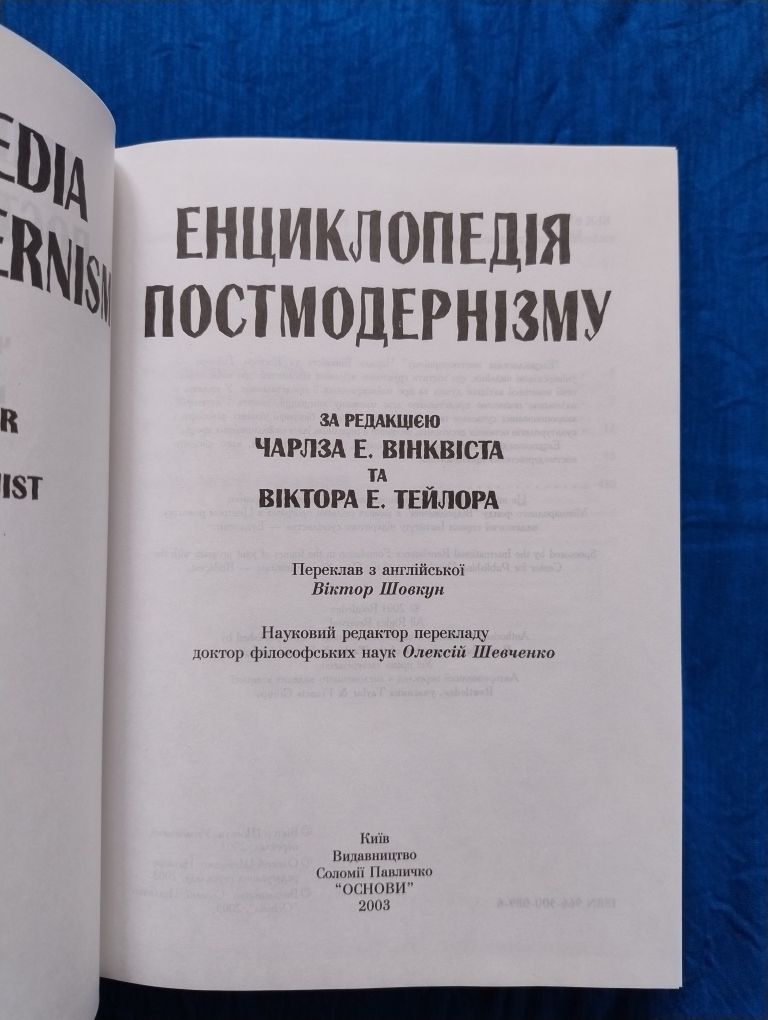 EDIA
ERNISM
R
IST
ЕНЦИКЛОПЕДІЯ
ПОСТМОДЕРНІЗМУ
ЗА РЕДАКЦІЄЮ
ЧАРЛЗА Е. ВІНКВІСТА
ТА
ВІКТОРА Е. ТЕЙЛОРА
Переклав з англійської
Віктор Шовкун
Науковий редактор перекладу
доктор філософських наук Олексій Шевченко
Київ
Видавництво
Соломії Павличко
"ОСНОВИ"
2003